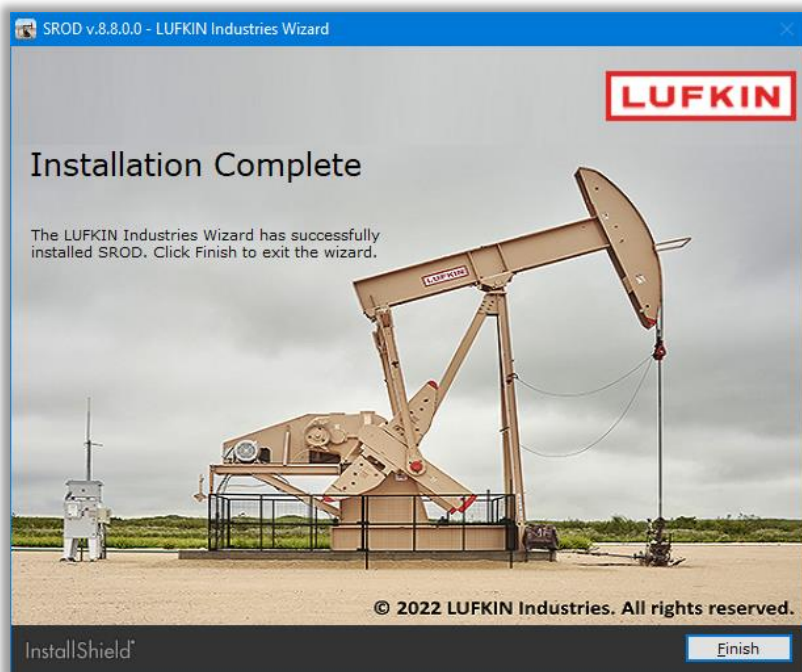 SROD v.8.8.0.0 - LUFKIN Industries Wizard
LUFKIN
Installation Complete
The LUFKIN Industries Wizard has successfully
installed SROD. Click Finish to exit the wizard.
LUFKIN
© 2022 LUFKIN Industries. All rights reserved.
InstallShield
Finish